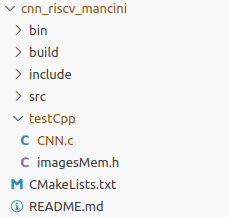 cnn_riscv_mancini
bin
build
include
src
testCpp
C CNN.c
C imagesMem.h
M CMakeLists.txt
README.md